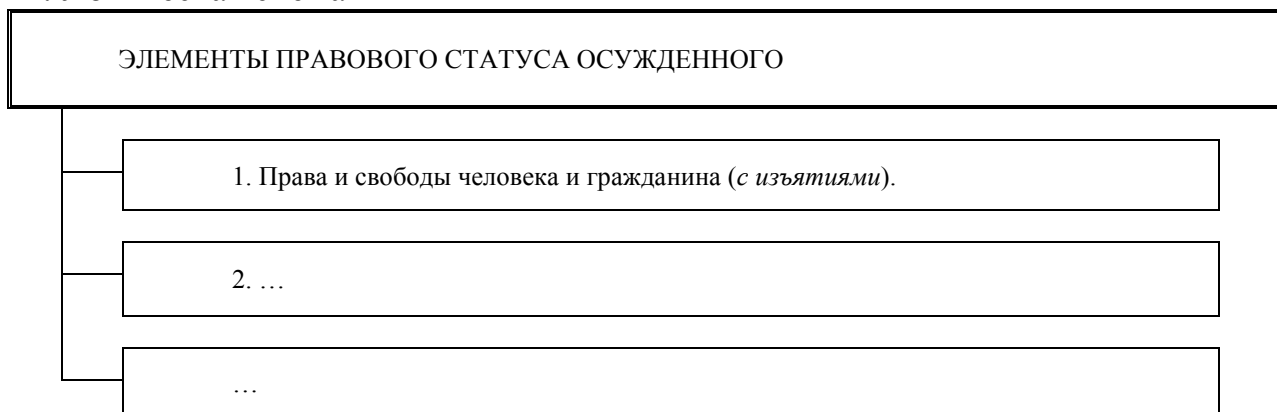 ЭЛЕМЕНТЫ ПРАВОВОГО СТАТУСА ОСУЖДЕННОГО
1. Права и свободы человека и гражданина (с изъятиями).
2. …
…